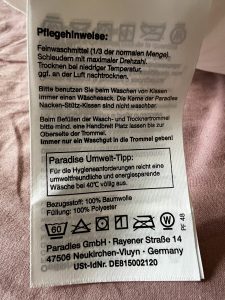 Pflegehinweise:
Feinwaschmittel (1/3 der normalen Menge),
Schleudern mit maximaler Drehzahl.
Trocknen bei niedriger Temperatur,
ggf. an der Luft nachtrocknen.
Bitte benutzen Sie beim Waschen von Kissen
immer einen Wäschesack. Die Kerne der Paradies
Nacken-Stütz-Kissen sind nicht waschbar.
Beim Befüllen der Wasch- und Trocknertrommel
bitte mind. eine Handbreit Platz lassen bis zur
Oberseite der Trommel.
Immer nur ein Waschgut in die Trommel geben!
Paradies Umwelt-Tipp:
Für die Hygieneanforderungen reicht eine
umweltfreundliche und energiesparende
Wäsche bei 40°C völlig aus.
Bezugsstoff: 100% Baumwolle
Füllung: 100% Polyester
60 W
PF 48
Paradies GmbH · Rayener Straße 14
47506 Neukirchen-Vluyn · Germany
USt-IdNr. DE815002120